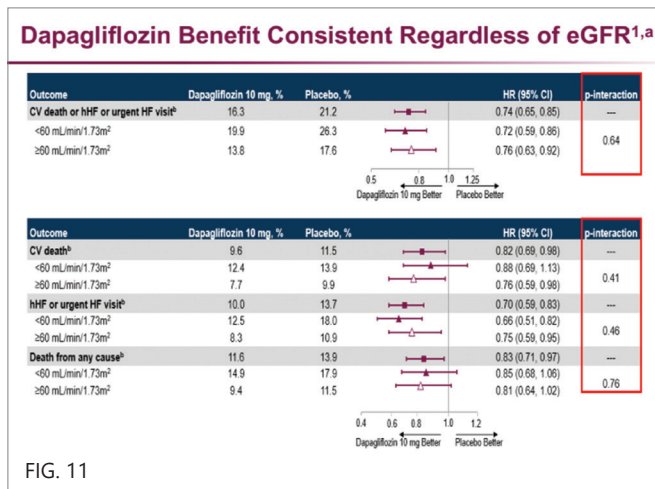 Dapagliflozin Benefit Consistent Regardless of eGFR1,a
Outcome Dapagliflozin 10 mg, % Placebo, % HR (95% CI) p-interaction
CV death or hHF or urgent HF visitb 16.3 21.2 0.74 (0.65, 0.85) ---
<60 mL/min/1.73m2 19.9 26.3 0.72 (0.59, 0.86)
0.64
≥60 mL/min/1.73m2 13.8 17.6 0.76 (0.63, 0.92)
0.5 0.8 1.0 1.25
Dapagliflozin 10 mg Better Placebo Better
Outcome Dapagliflozin 10 mg, % Placebo, % HR (95% CI) p-interaction
CV deathb 9.6 11.5 0.82 (0.69, 0.98) ---
<60 mL/min/1.73m2 12.4 13.9 0.88 (0.69, 1.13)
0.41
≥60 mL/min/1.73m2 7.7 9.9 0.76 (0.59, 0.98)
hHF or urgent HF visitb 10.0 13.7 0.70 (0.59, 0.83) ---
<60 mL/min/1.73m2 12.5 18.0 0.66 (0.51, 0.82)
0.46
≥60 mL/min/1.73m2 8.3 10.9 0.75 (0.59, 0.95)
Death from any causeb 11.6 13.9 0.83 (0.71, 0.97) ---
<60 mL/min/1.73m2 14.9 17.9 0.85 (0.68, 1.06)
0.76
≥60 mL/min/1.73m2 9.4 11.5 0.81 (0.64, 1.02)
0.4 0.6 0.8 1.0 1.2
Dapagliflozin 10 mg Better Placebo Better
FIG. 11